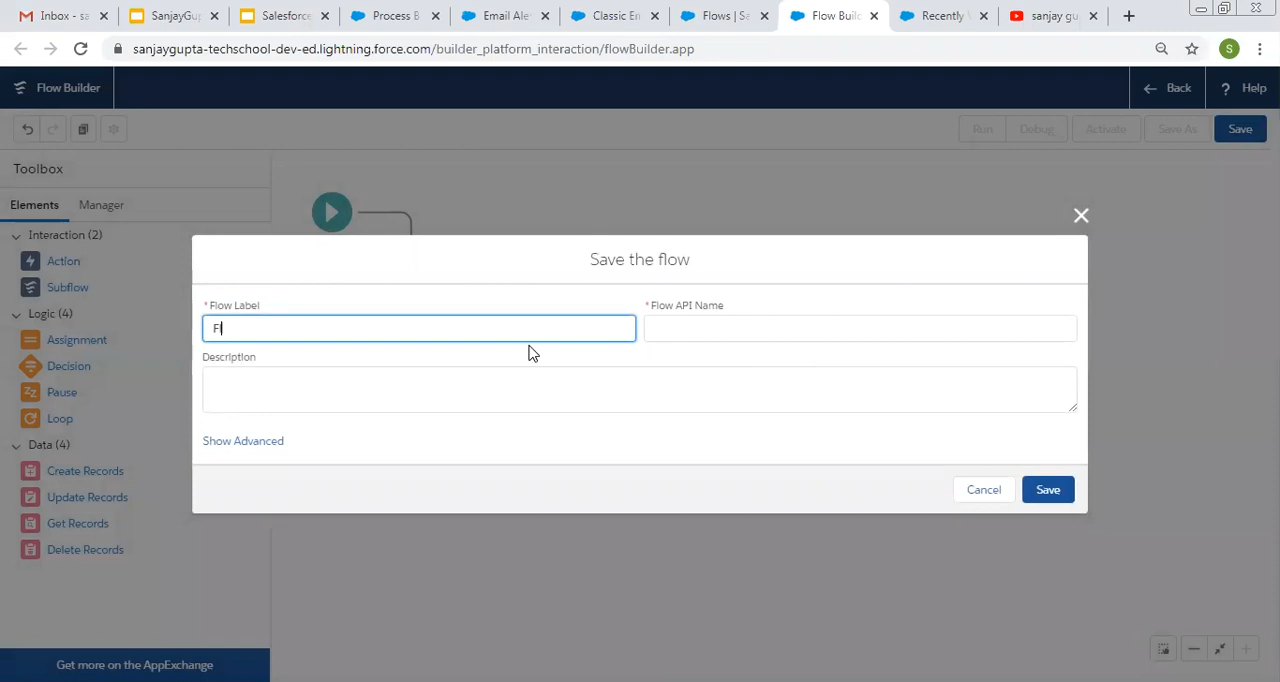 Inbox - sa
SanjayGup
Salesforce
Process B
Email Ale
Classic En
Flows | Sa
Flow Build
Recently V
sanjay gu
sanjaygupta-techschool-dev-ed.lightning.force.com/builder_platform_interaction/flowBuilder.app
S
Flow Builder
Back
? Help
Run
Debug
Activate
Save As
Save
Toolbox
Elements
Manager
Interaction (2)
Action
Subflow
Logic (4)
Assignment
Decision
Pause
Loop
Data (4)
Create Records
Update Records
Get Records
Delete Records
Get more on the AppExchange
Save the flow
* Flow Label
* Flow API Name
Fl
Description
Show Advanced
Cancel
Save